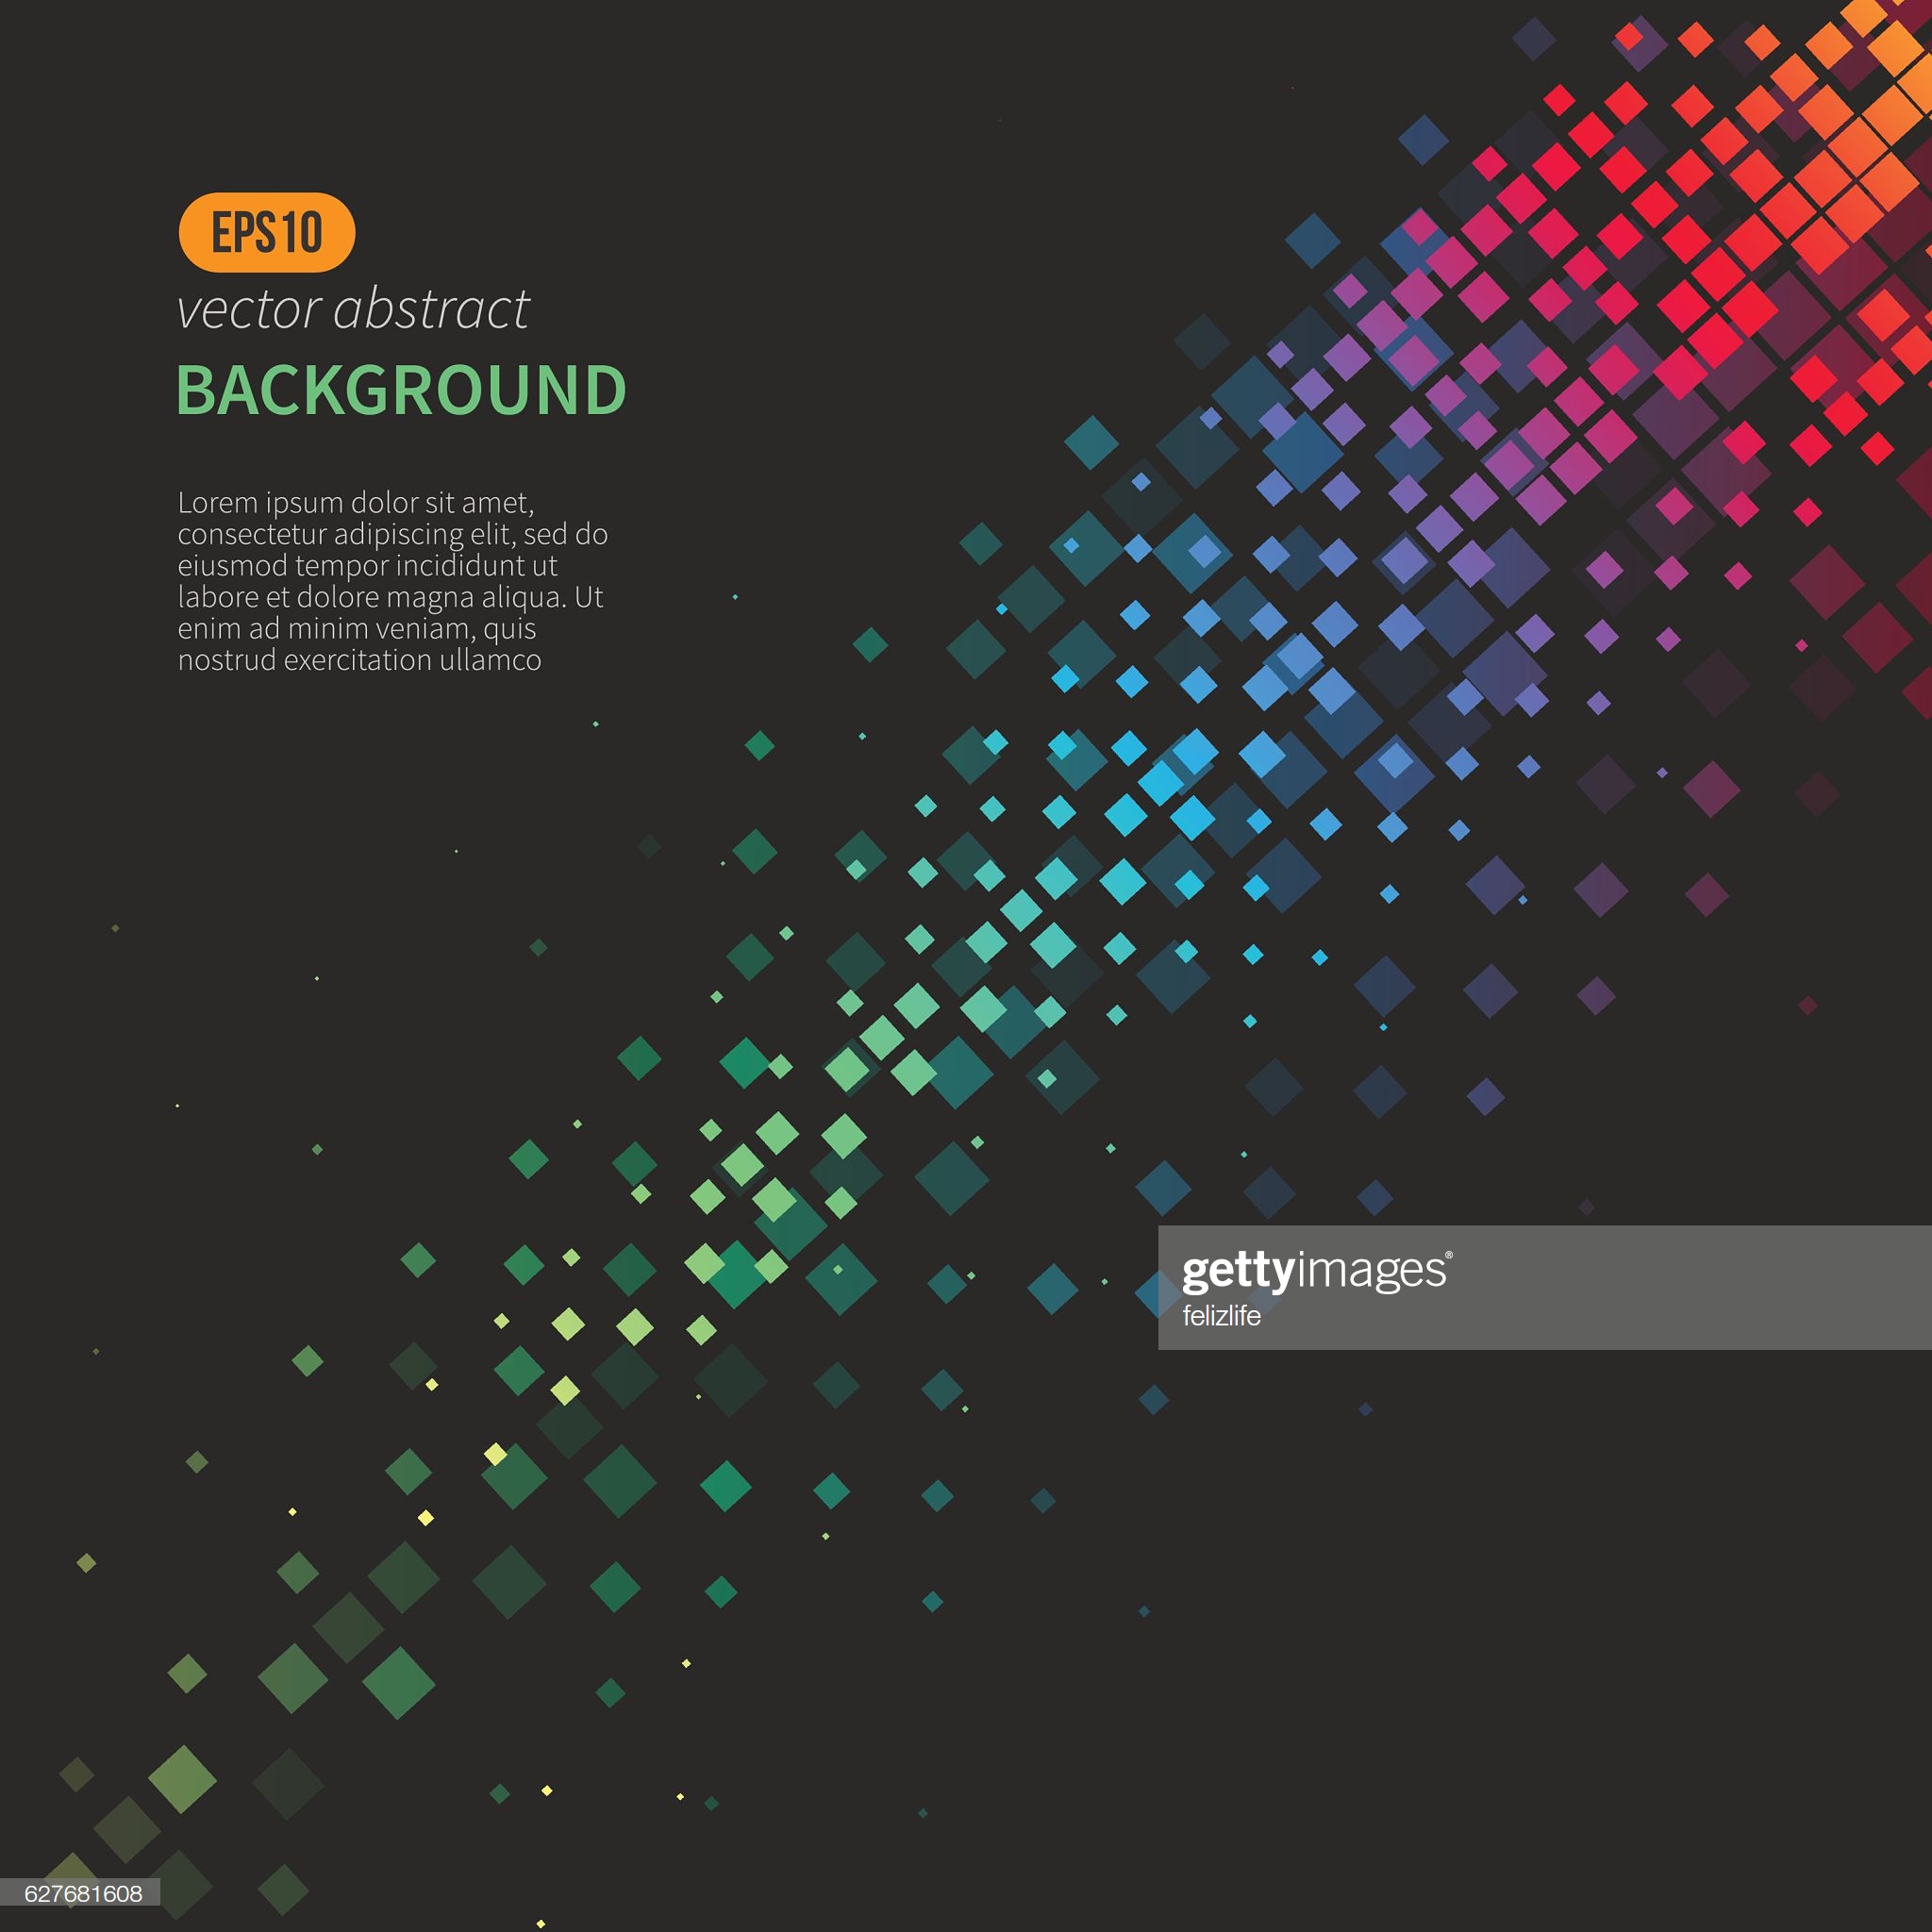 EPS10
vector abstract
BACKGROUND
Lorem ipsum dolor sit amet,
consectetur adipiscing elit, sed do
eiusmod tempor incididunt ut
labore et dolore magna aliqua. Ut
enim ad minim veniam, quis
nostrud exercitation ullamco
gettyimages®
felizlife
627681608